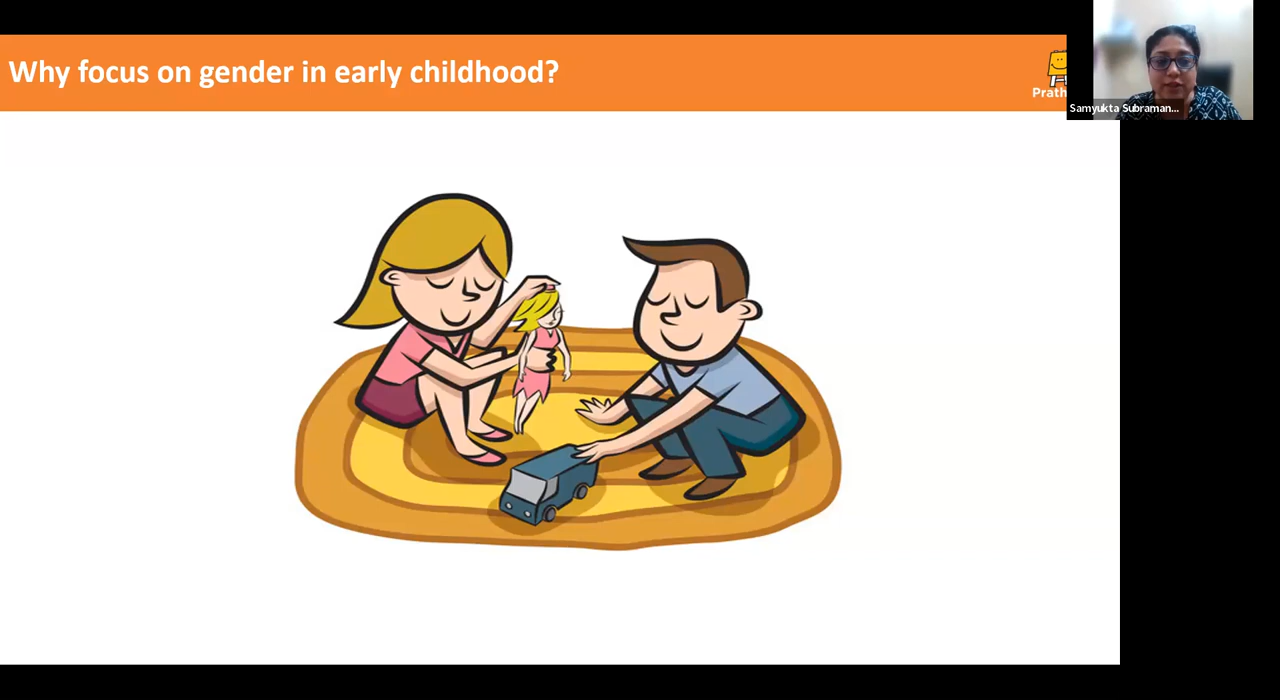 Why focus on gender in early childhood?
Prath
Samyukta Subraman...